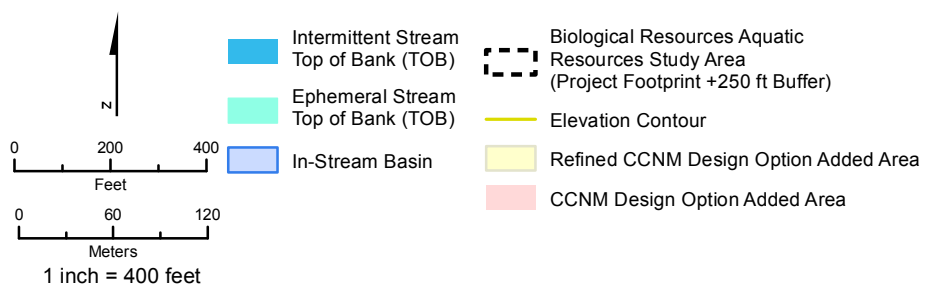 N
0 200 400
Feet
0 60 120
Meters
1 inch = 400 feet
Intermittent Stream
Top of Bank (TOB)
Ephemeral Stream
Top of Bank (TOB)
In-Stream Basin
Biological Resources Aquatic
Resources Study Area
(Project Footprint +250 ft Buffer)
Elevation Contour
Refined CCNM Design Option Added Area
CCNM Design Option Added Area